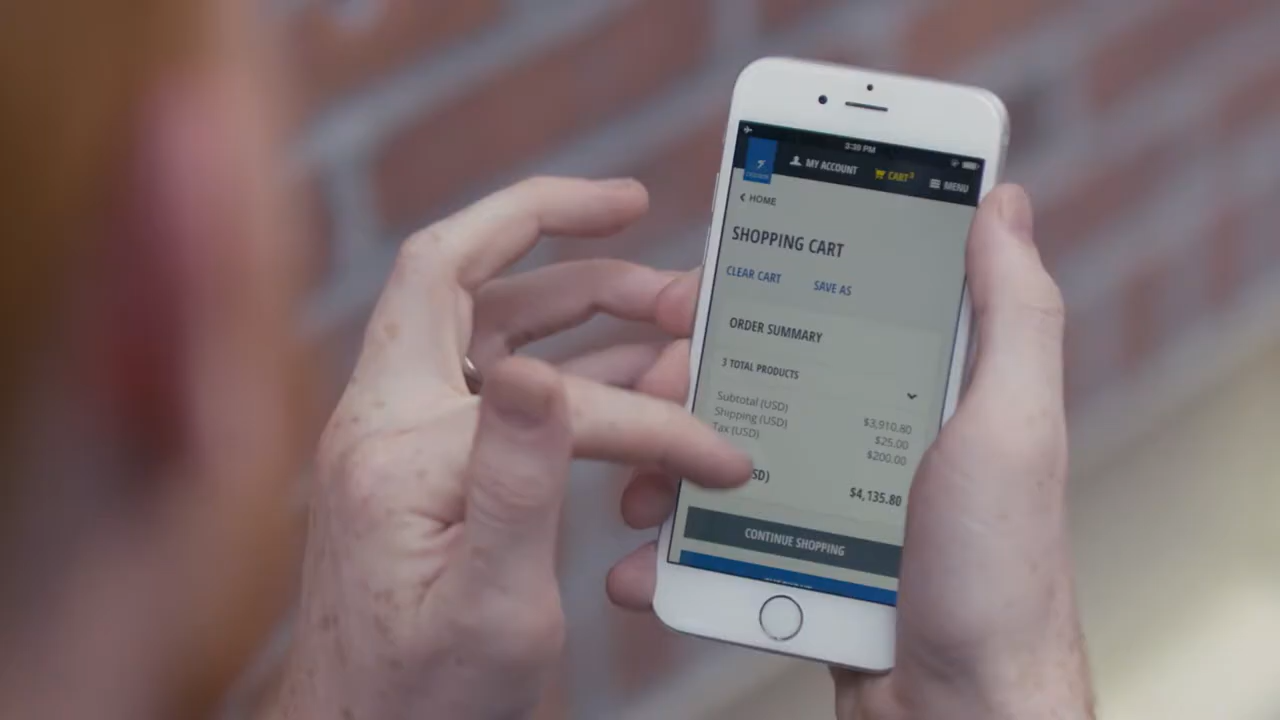 3:39 PM
MY ACCOUNT CART 3 MENU
HOME
SHOPPING CART
CLEAR CART SAVE AS
ORDER SUMMARY
3 TOTAL PRODUCTS
Subtotal (USD) $3,910.80
Shipping (USD) $25.00
Tax (USD) $200.00
SD) $4,135.80
CONTINUE SHOPPING